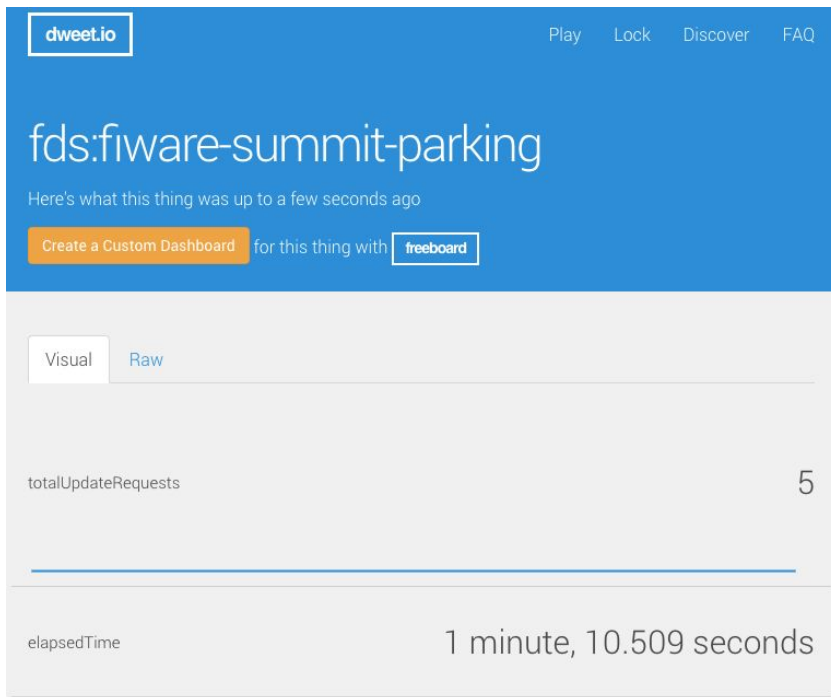 dweet.io
Play Lock Discover FAQ
fds:fiware-summit-parking
Here's what this thing was up to a few seconds ago
Create a Custom Dashboard for this thing with freeboard
Visual Raw
totalUpdateRequests 5
elapsedTime 1 minute, 10.509 seconds